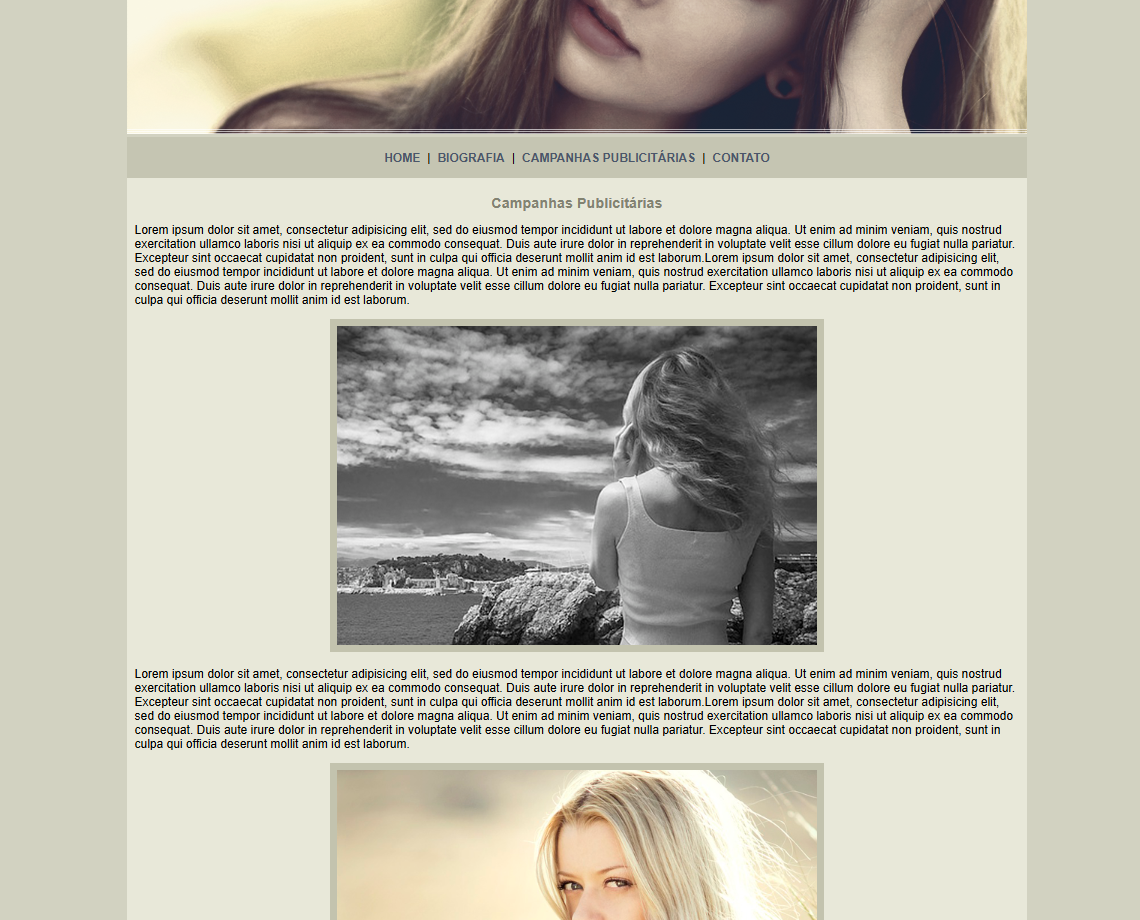 HOME | BIOGRAFIA | CAMPANHAS PUBLICITÁRIAS | CONTATO
Campanhas Publicitárias
Lorem ipsum dolor sit amet, consectetur adipisicing elit, sed do eiusmod tempor incididunt ut labore et dolore magna aliqua. Ut enim ad minim veniam, quis nostrud
exercitation ullamco laboris nisi ut aliquip ex ea commodo consequat. Duis aute irure dolor in reprehenderit in voluptate velit esse cillum dolore eu fugiat nulla pariatur.
Excepteur sint occaecat cupidatat non proident, sunt in culpa qui officia deserunt mollit anim id est laborum.Lorem ipsum dolor sit amet, consectetur adipisicing elit,
sed do eiusmod tempor incididunt ut labore et dolore magna aliqua. Ut enim ad minim veniam, quis nostrud exercitation ullamco laboris nisi ut aliquip ex ea commodo
consequat. Duis aute irure dolor in reprehenderit in voluptate velit esse cillum dolore eu fugiat nulla pariatur. Excepteur sint occaecat cupidatat non proident, sunt in
culpa qui officia deserunt mollit anim id est laborum.
Lorem ipsum dolor sit amet, consectetur adipisicing elit, sed do eiusmod tempor incididunt ut labore et dolore magna aliqua. Ut enim ad minim veniam, quis nostrud
exercitation ullamco laboris nisi ut aliquip ex ea commodo consequat. Duis aute irure dolor in reprehenderit in voluptate velit esse cillum dolore eu fugiat nulla pariatur.
Excepteur sint occaecat cupidatat non proident, sunt in culpa qui officia deserunt mollit anim id est laborum.Lorem ipsum dolor sit amet, consectetur adipisicing elit,
sed do eiusmod tempor incididunt ut labore et dolore magna aliqua. Ut enim ad minim veniam, quis nostrud exercitation ullamco laboris nisi ut aliquip ex ea commodo
consequat. Duis aute irure dolor in reprehenderit in voluptate velit esse cillum dolore eu fugiat nulla pariatur. Excepteur sint occaecat cupidatat non proident, sunt in
culpa qui officia deserunt mollit anim id est laborum.